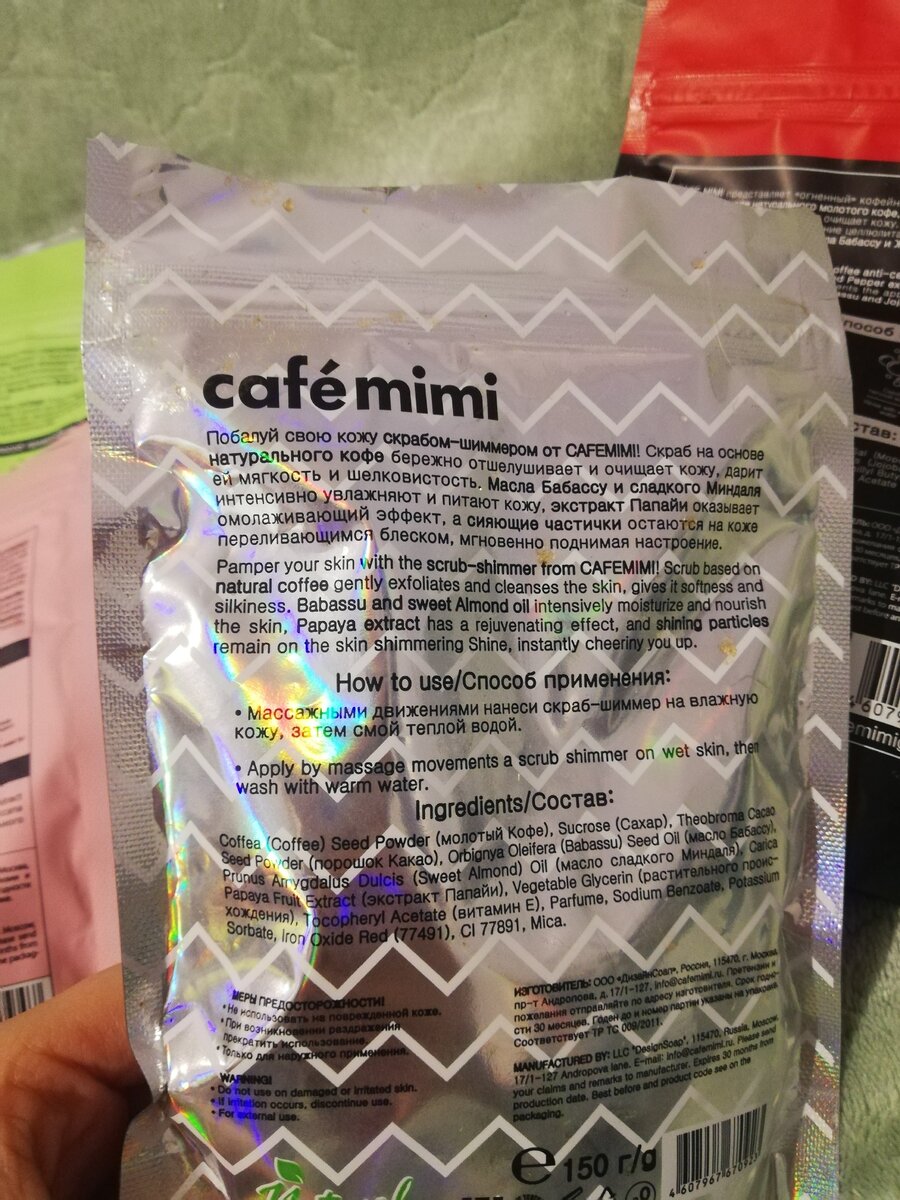 café mimi
Побалуй свою кожу скрабом-шиммером от CAFEMIMI! Скраб на основе
натурального кофе бережно отшелушивает и очищает кожу, дарит
ей мягкость и шелковистость. Масла Бабассу и сладкого Миндаля
интенсивно увлажняют и питают кожу, экстракт Папайи оказывает
омолаживающий эффект, а сияющие частички остаются на коже
переливающимся блеском, мгновенно поднимая настроение.
Pamper your skin with the scrub-shimmer from CAFEMIMI! Scrub based on
natural coffee gently exfoliates and cleanses the skin, gives it softness and
silkiness. Babassu and sweet Almond oil intensively moisturize and nourish
the skin, Papaya extract has a rejuvenating effect, and shining particles
remain on the skin shimmering Shine, instantly cheering you up.
How to use/Способ применения:
• Массажными движениями нанеси скраб-шиммер на влажную
кожу, затем смой теплой водой.
• Apply by massage movements a scrub shimmer on wet skin, then
wash with warm water.
Ingredients/Состав:
Coffea (Coffee) Seed Powder (молотый Кофе), Sucrose (Сахар), Theobroma Cacao
Seed Powder (порошок Какао), Orbignya Oleifera (Babassu) Seed Oil (масло Бабассу),
Prunus Amygdalus Dulcis (Sweet Almond) Oil (масло сладкого Миндаля), Carica
Papaya Fruit Extract (экстракт Папайи), Vegetable Glycerin (растительного проис-
хождения), Tocopheryl Acetate (витамин Е), Parfume, Sodium Benzoate, Potassium
Sorbate, Iron Oxide Red (77491), CI 77891, Mica.
МЕРЫ ПРЕДОСТОРОЖНОСТИ!
• Не использовать на поврежденной коже.
• При возникновении раздражения
прекратить использование.
• Только для наружного применения.
WARNING!
• Do not use on damaged or irritated skin.
• If irritation occurs, discontinue use.
• For external use.
ИЗГОТОВИТЕЛЬ: ООО «ДизайнСоап», Россия, 115470, г. Москва,
пр-т Андропова, д. 17/1-127, info@cafemimi.ru. Претензии и
пожелания отправляйте по адресу изготовителя. Срок годно-
сти 30 месяцев. Годен до и номер партии указаны на упаковке.
Соответствует ТР ТС 009/2011.
MANUFACTURED BY: LLC "DesignSoap", 115470, Russia, Moscow,
17/1-127 Andropova lane. E-mail: info@cafemimi.ru. Please send
your claims and remarks to manufacturer. Expires 30 months from
production date. Best before and product code see on the
packaging.
e 150 г/g
4 607967 670923
Natural